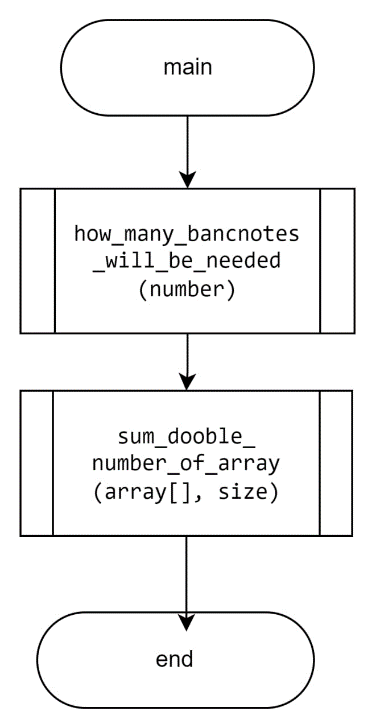 main
how_many_bancnotes
_will_be_needed
(number)
sum_dooble_
number_of_array
(array[], size)
end